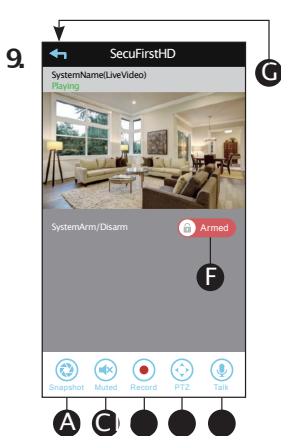 9.
SecuFirstHD
G
SystemName(LiveVideo)
Playing
SystemArm/Disarm
Armed
F
Snapshot Muted Record PTZ Talk
A C